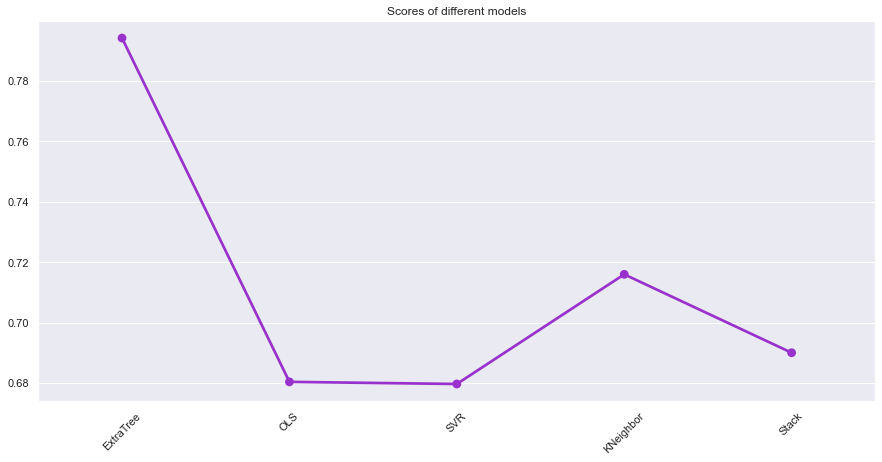 Scores of different models
0.78
0.76
0.74
0.72
0.70
0.68
ExtraTree
OLS
SVR
KNeighbor
Stack